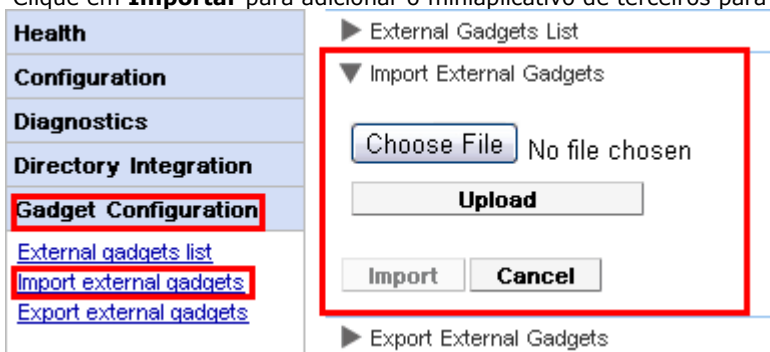 Clique em Importar para adicionar o miniaplicativo de terceiros para
Health
Configuration
Diagnostics
Directory Integration
Gadget Configuration
External gadgets list
Import external gadgets
Export external gadgets
External Gadgets List
Import External Gadgets
Choose File No file chosen
Upload
Import Cancel
Export External Gadgets